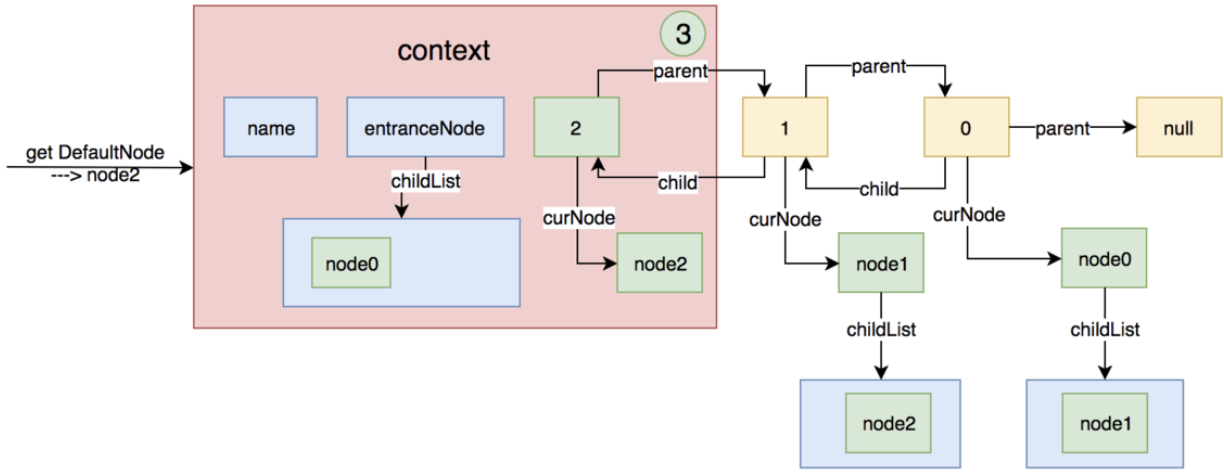 3
context
parent
parent
name
entranceNode
2
1
0
parent
null
get DefaultNode
---> node2
childList
child
child
curNode
curNode
curNode
node0
node2
node1
node0
childList
childList
node2
node1